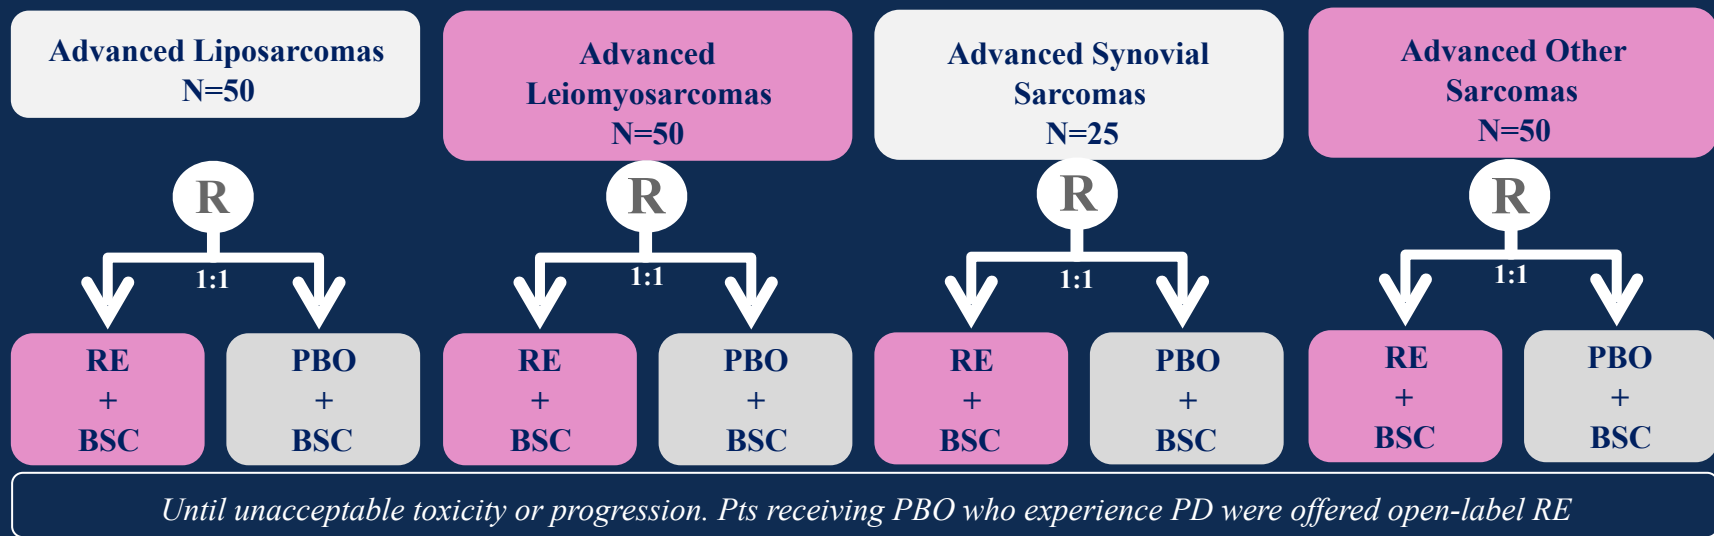 Advanced Liposarcomas
N=50
Advanced
Leiomyosarcomas
N=50
Advanced Synovial
Sarcomas
N=25
Advanced Other
Sarcomas
N=50
R
R
R
R
1:1
1:1
1:1
1:1
RE
+
BSC
PBO
+
BSC
RE
+
BSC
PBO
+
BSC
RE
+
BSC
PBO
+
BSC
RE
+
BSC
PBO
+
BSC
Until unacceptable toxicity or progression. Pts receiving PBO who experience PD were offered open-label RE